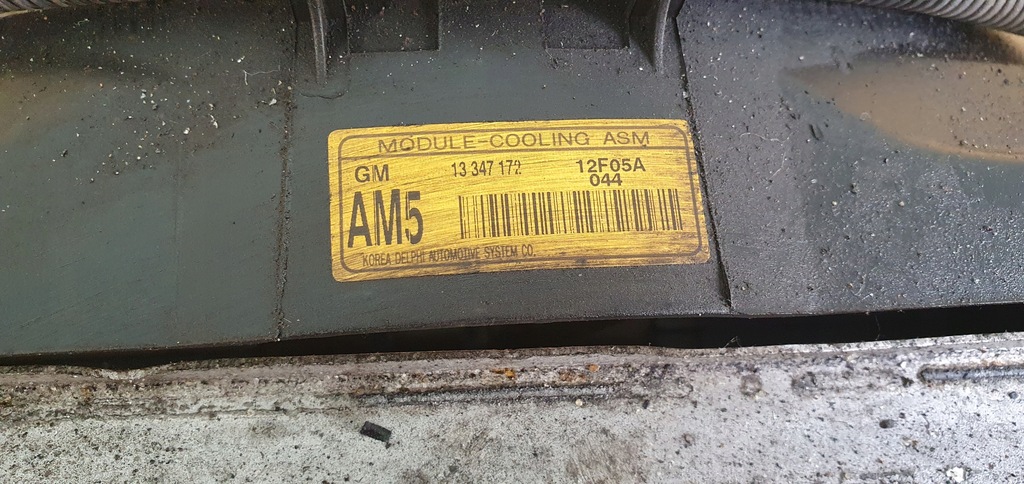 MODULE-COOLING ASM
GM 13 347 172 12F05A
044
AM5
KOREA DELPHI AUTOMOTIVE SYSTEM CO.